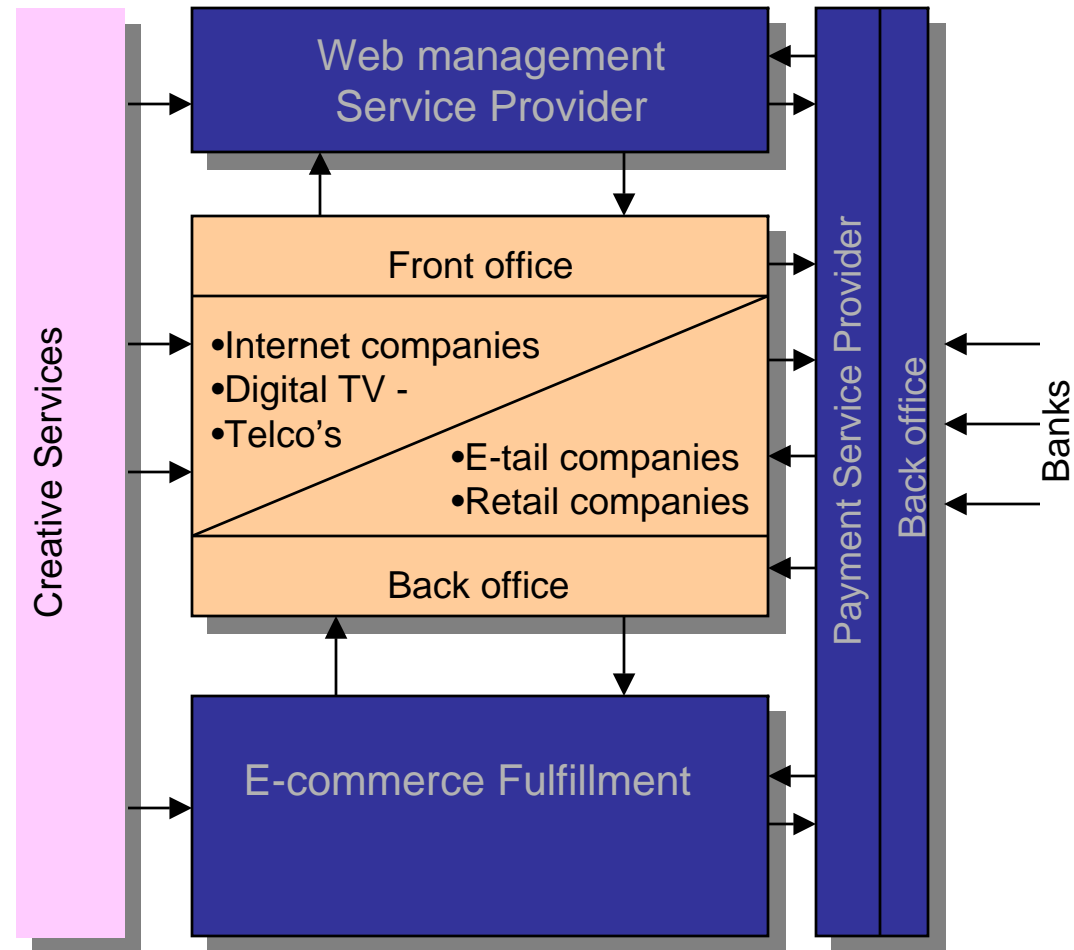 Web management
Service Provider
Front office
•Internet companies
•Digital TV -
•Telco's
•E-tail companies
•Retail companies
Back office
E-commerce Fulfillment
Creative Services
Payment Service Provider
Back office
Banks